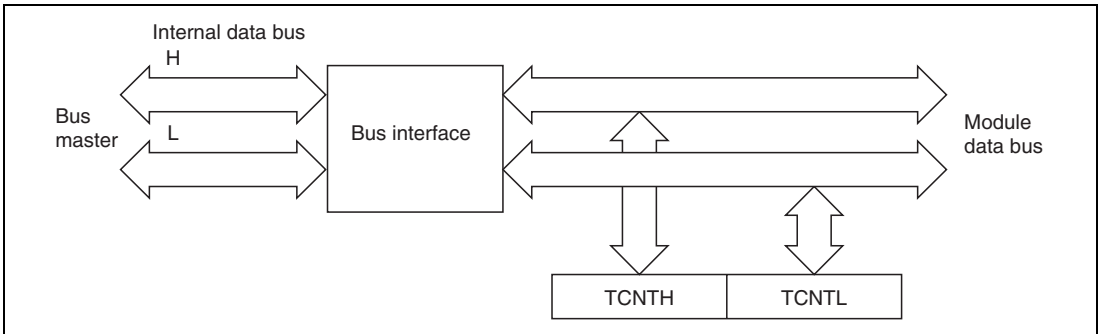 Internal data bus
H
Bus
master
L
Bus interface
Module
data bus
TCNTH
TCNTL